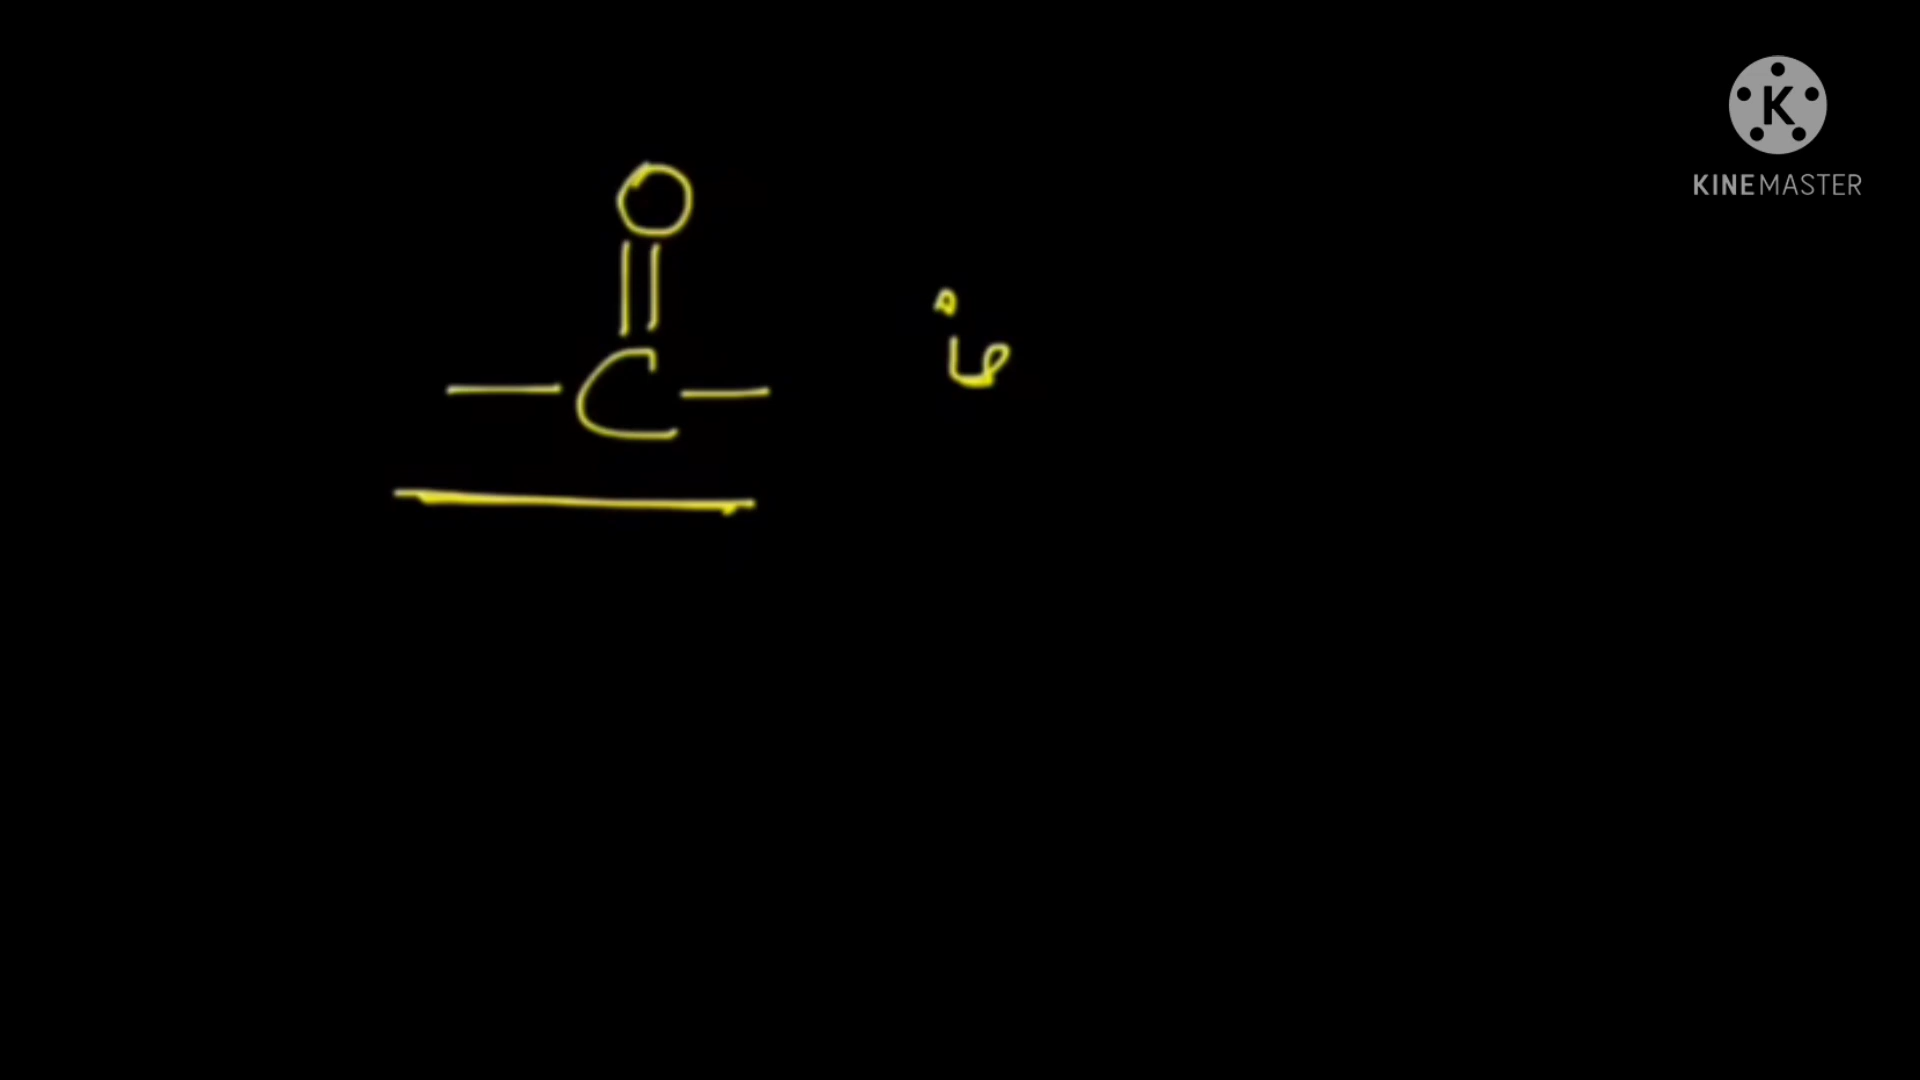 O
||
— C —
KINEMASTER